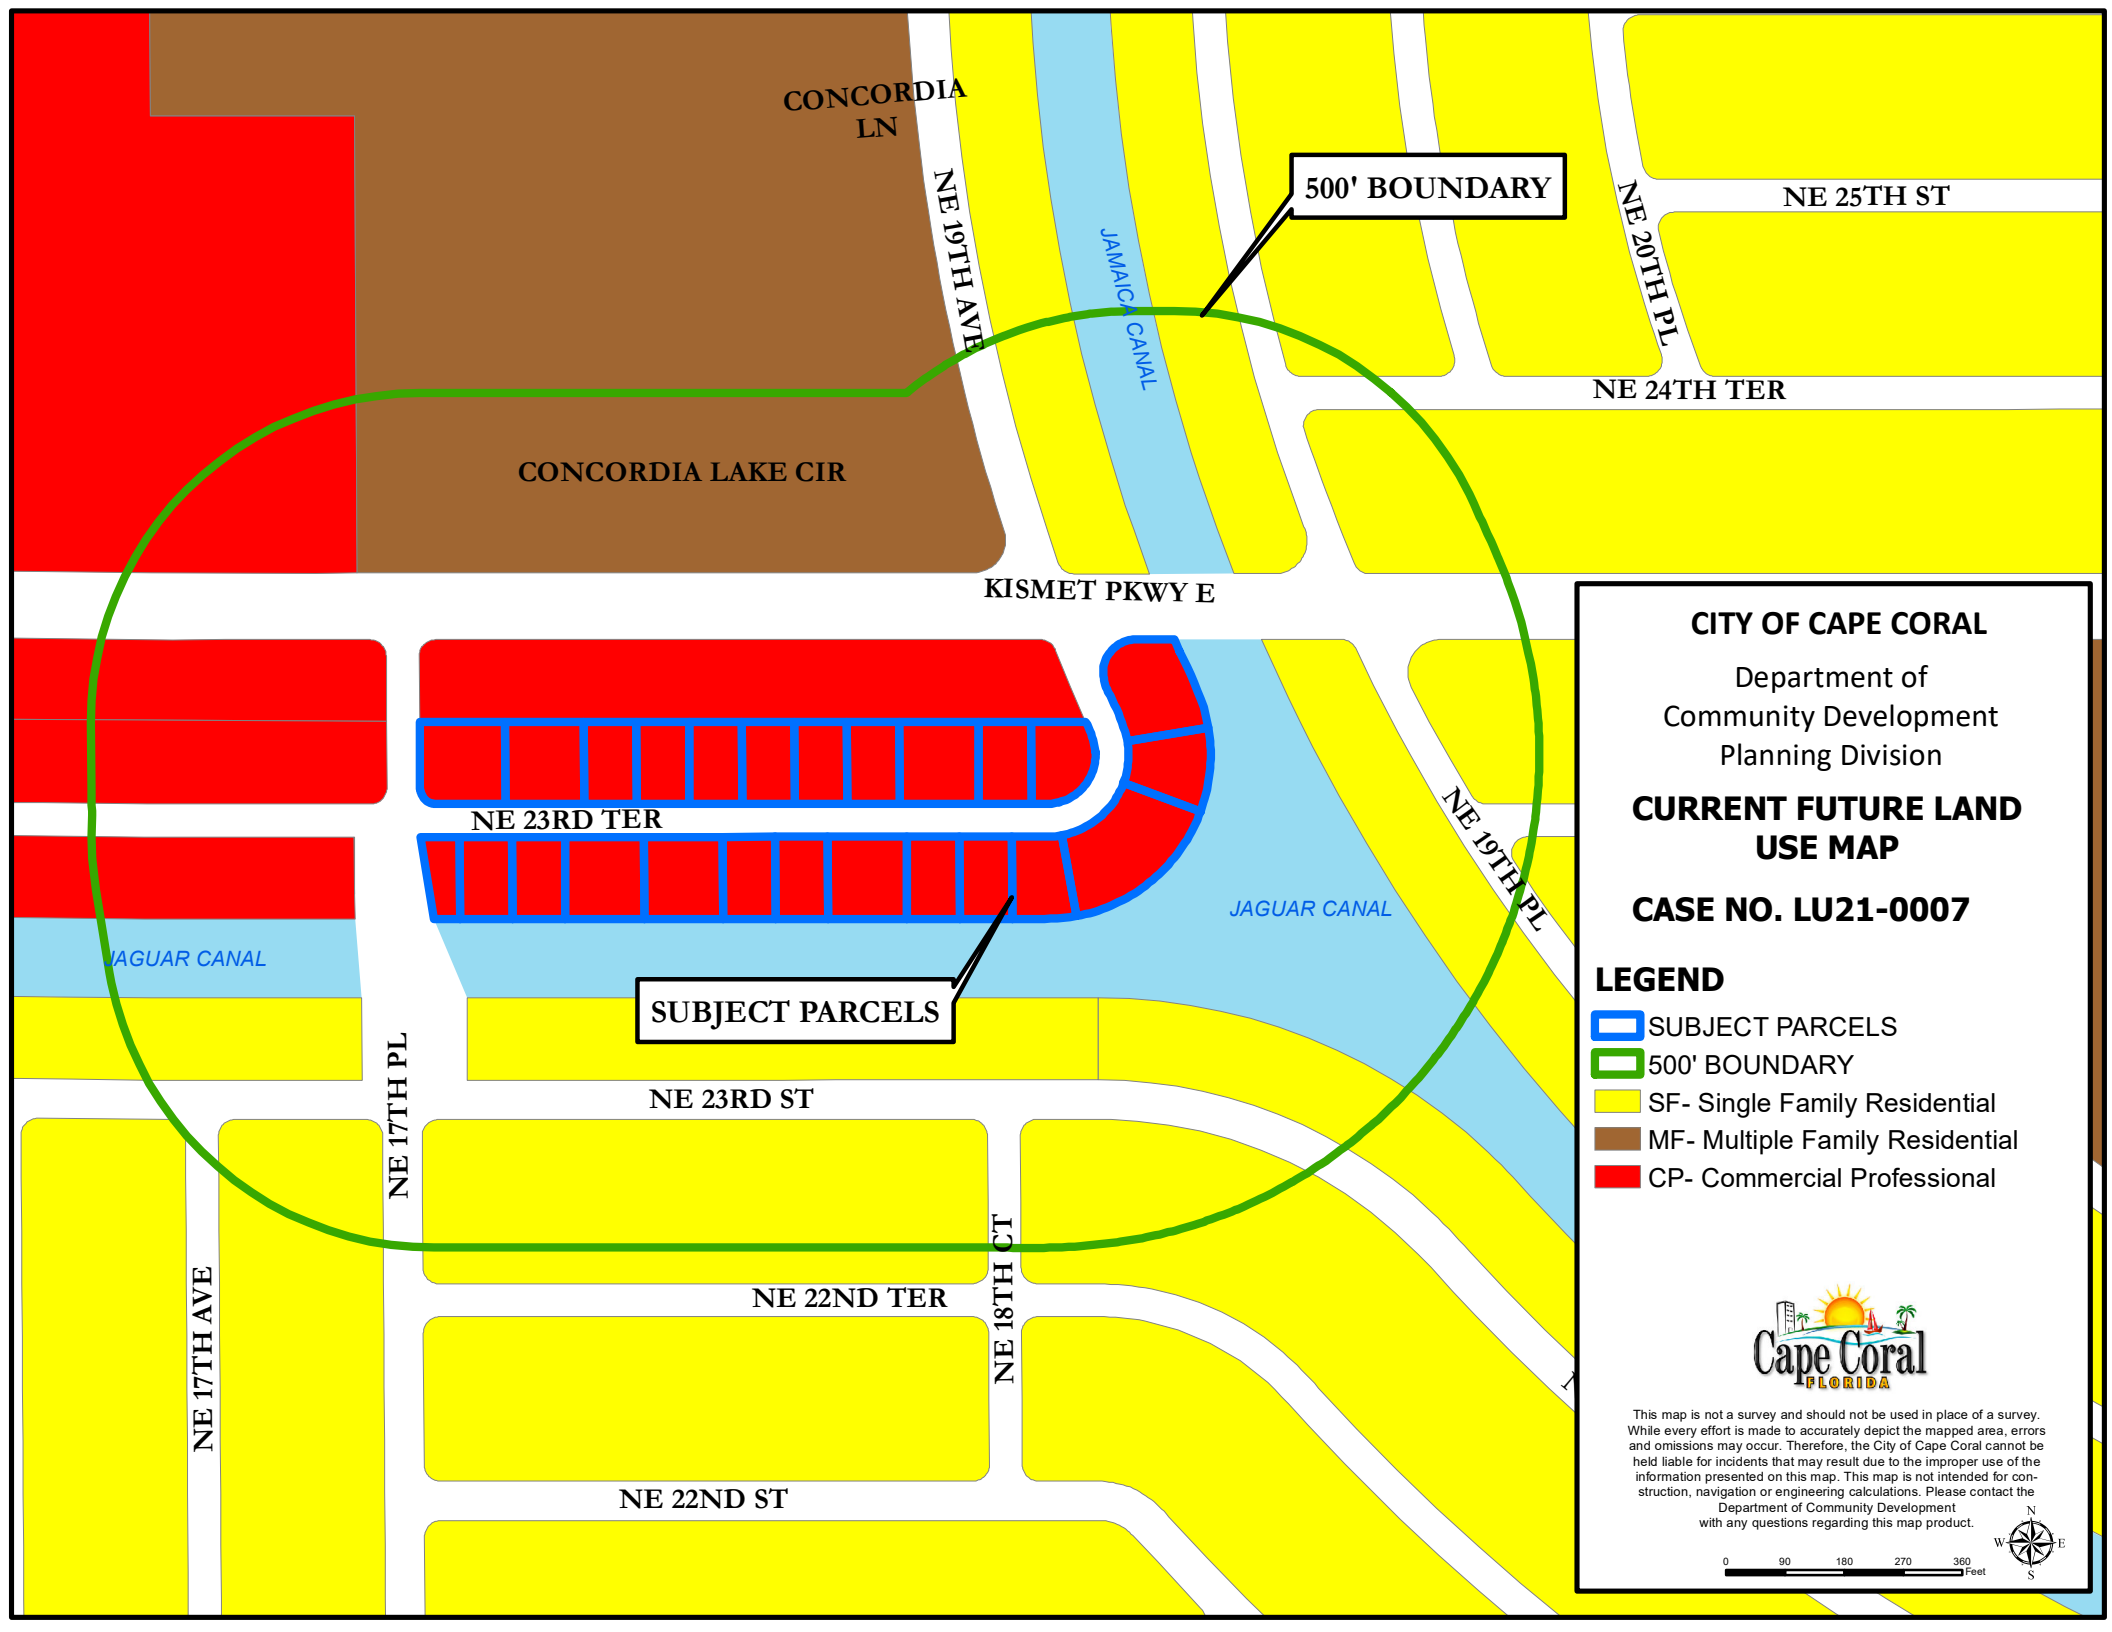 CONCORDIA
LN
NE 19TH AVE
JAMAICA CANAL
500' BOUNDARY
NE 20TH PL
NE 25TH ST
NE 24TH TER
CONCORDIA LAKE CIR
KISMET PKWY E
NE 23RD TER
NE 19TH PL
JAGUAR CANAL
JAGUAR CANAL
SUBJECT PARCELS
NE 17TH PL
NE 23RD ST
NE 18TH CT
NE 22ND TER
NE 17TH AVE
NE 22ND ST
CITY OF CAPE CORAL
Department of
Community Development
Planning Division
CURRENT FUTURE LAND
USE MAP
CASE NO. LU21-0007
LEGEND
SUBJECT PARCELS
500' BOUNDARY
SF- Single Family Residential
MF- Multiple Family Residential
CP- Commercial Professional
Cape Coral
FLORIDA
This map is not a survey and should not be used in place of a survey.
While every effort is made to accurately depict the mapped area, errors
and omissions may occur. Therefore, the City of Cape Coral cannot be
held liable for incidents that may result due to the improper use of the
information presented on this map. This map is not intended for con-
struction, navigation or engineering calculations. Please contact the
Department of Community Development
with any questions regarding this map product.
N
W E
S
0 90 180 270 360
Feet